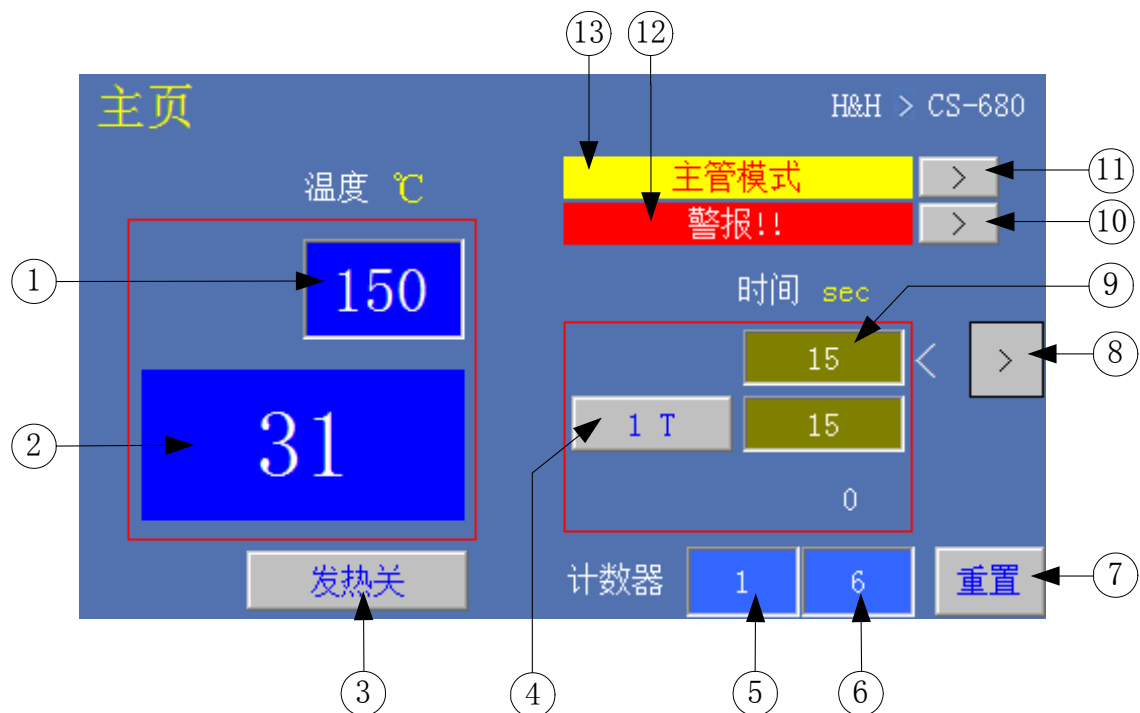 ⑬ ⑫
主页
H&H > CS-680
温度 ℃
主管模式 > ⑪
警报!! > ⑩
① 150
时间 sec
15 < > ⑨ ⑧
② 31
1 T 15
0
发热关
计数器 1 6 重置 ⑦
③ ④ ⑤ ⑥